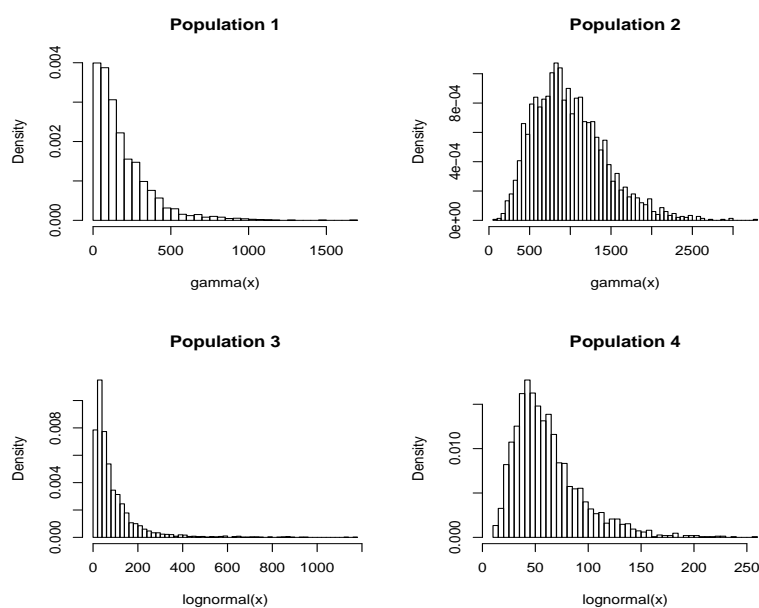 Population 1
Density
0.000
0.002
0.004
0
500
1000
1500
gamma(x)
Population 2
Density
0e+00
4e−04
8e−04
0
500
1500
2500
gamma(x)
Population 3
Density
0.000
0.004
0.008
0
200
400
600
800
1000
lognormal(x)
Population 4
Density
0.000
0.010
0
50
100
150
200
250
lognormal(x)